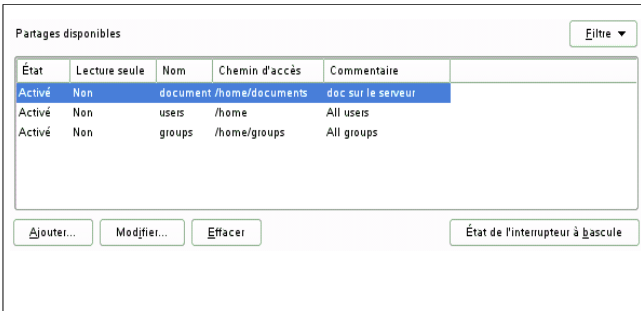 Partages disponibles
Filtre
État Lecture seule Nom Chemin d'accès Commentaire
Activé Non document /home/documents doc sur le serveur
Activé Non users /home All users
Activé Non groups /home/groups All groups
Ajouter... Modifier... Effacer État de l'interrupteur à bascule